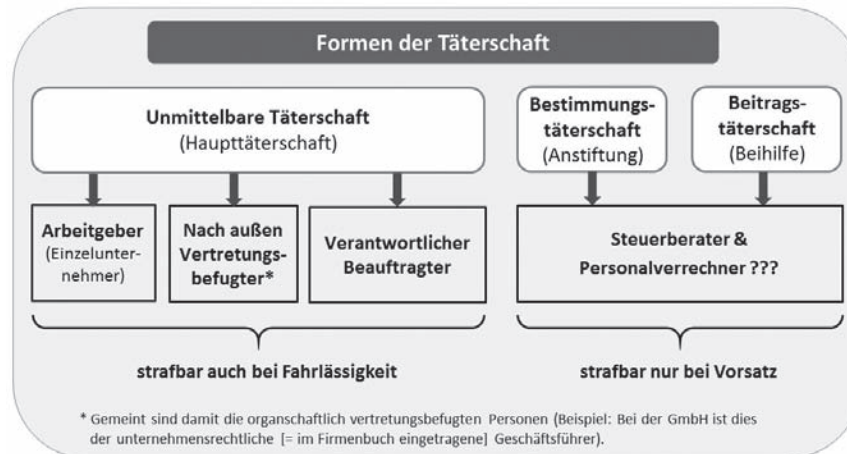 Formen der Täterschaft
Unmittelbare Täterschaft
(Haupttäterschaft)
Bestimmungs-
täterschaft
(Anstiftung)
Beitrags-
täterschaft
(Beihilfe)
Arbeitgeber
(Einzelunter-
nehmer)
Nach außen
Vertretungs-
befugter*
Verantwortlicher
Beauftragter
Steuerberater &
Personalverrechner ???
strafbar auch bei Fahrlässigkeit
strafbar nur bei Vorsatz
* Gemeint sind damit die organschaftlich vertretungsbefugten Personen (Beispiel: Bei der GmbH ist dies
der unternehmensrechtliche [= im Firmenbuch eingetragene] Geschäftsführer).